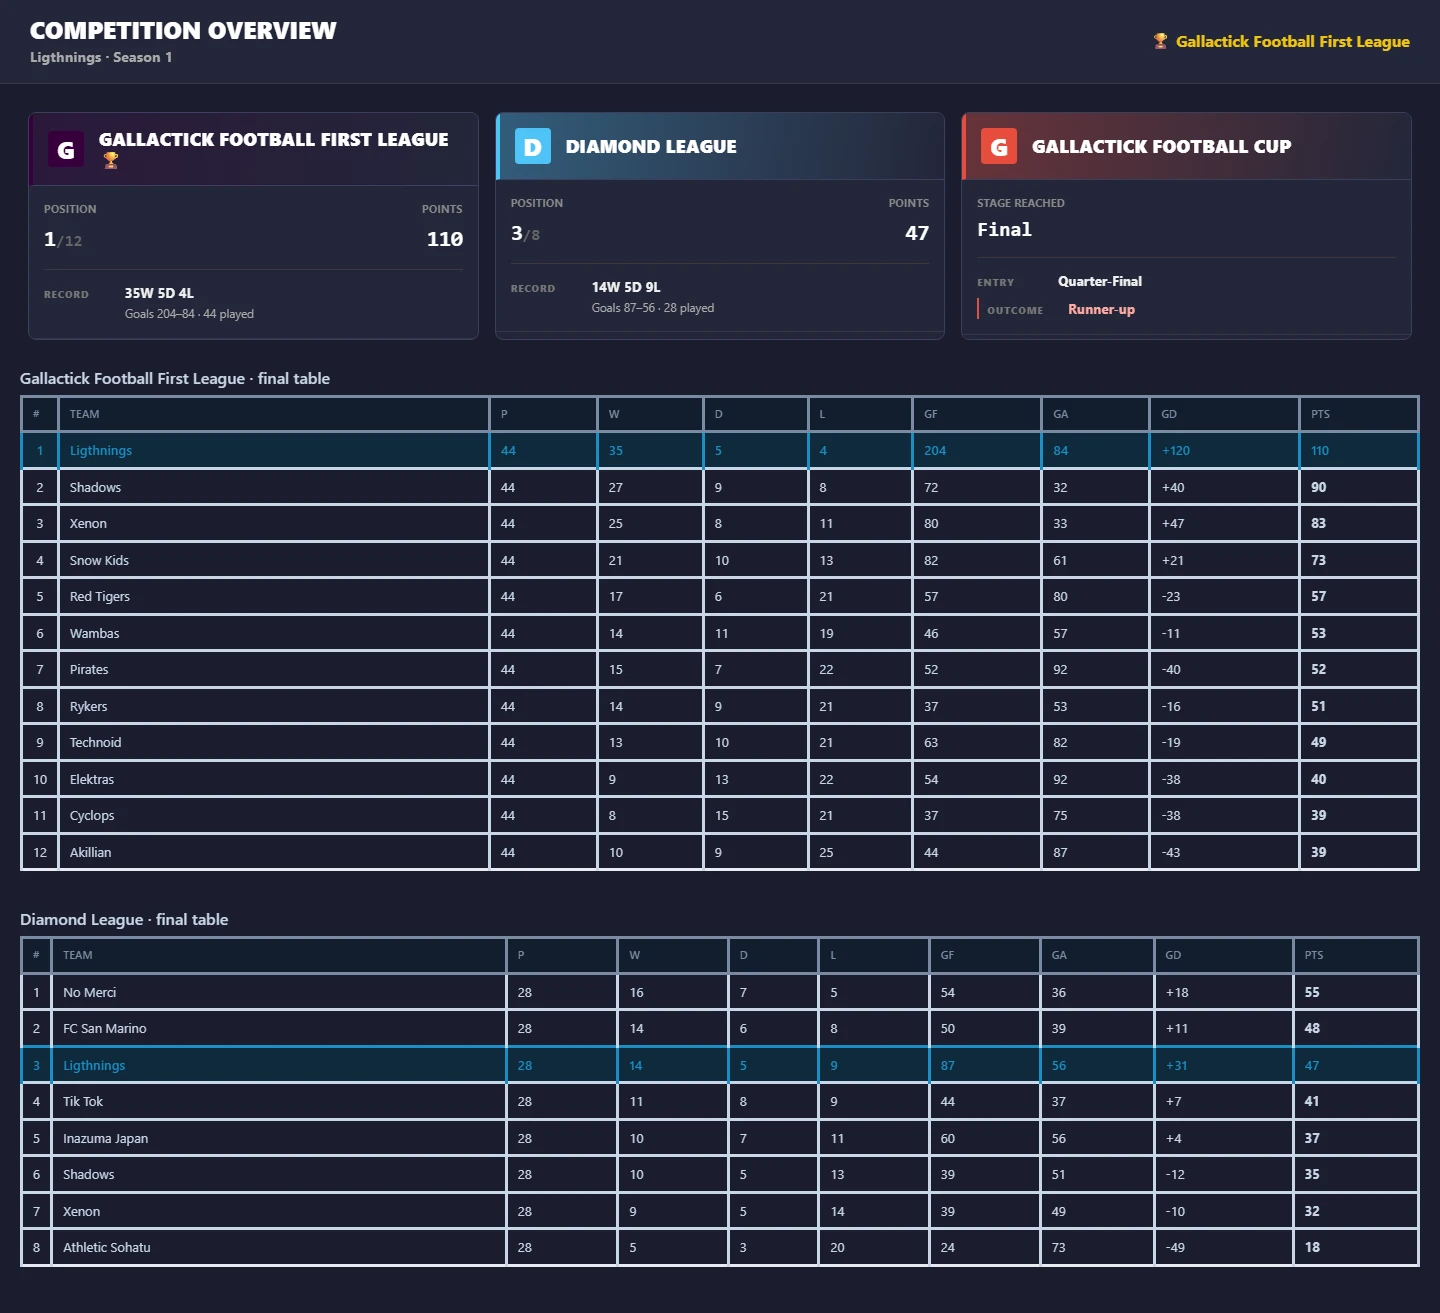 COMPETITION OVERVIEW
Ligthnings · Season 1
🏆 Gallactick Football First League
G GALLACTICK FOOTBALL FIRST LEAGUE 🏆
POSITION POINTS
1/12 110
RECORD 35W 5D 4L
Goals 204–84 · 44 played
D DIAMOND LEAGUE
POSITION POINTS
3/8 47
RECORD 14W 5D 9L
Goals 87–56 · 28 played
G GALLACTICK FOOTBALL CUP
STAGE REACHED
Final
ENTRY Quarter-Final
OUTCOME Runner-up
Gallactick Football First League · final table
# TEAM P W D L GF GA GD PTS
1 Ligthnings 44 35 5 4 204 84 +120 110
2 Shadows 44 27 9 8 72 32 +40 90
3 Xenon 44 25 8 11 80 33 +47 83
4 Snow Kids 44 21 10 13 82 61 +21 73
5 Red Tigers 44 17 6 21 57 80 -23 57
6 Wambas 44 14 11 19 46 57 -11 53
7 Pirates 44 15 7 22 52 92 -40 52
8 Rykers 44 14 9 21 37 53 -16 51
9 Technoid 44 13 10 21 63 82 -19 49
10 Elektras 44 9 13 22 54 92 -38 40
11 Cyclops 44 8 15 21 37 75 -38 39
12 Akillian 44 10 9 25 44 87 -43 39
Diamond League · final table
# TEAM P W D L GF GA GD PTS
1 No Merci 28 16 7 5 54 36 +18 55
2 FC San Marino 28 14 6 8 50 39 +11 48
3 Ligthnings 28 14 5 9 87 56 +31 47
4 Tik Tok 28 11 8 9 44 37 +7 41
5 Inazuma Japan 28 10 7 11 60 56 +4 37
6 Shadows 28 10 5 13 39 51 -12 35
7 Xenon 28 9 5 14 39 49 -10 32
8 Athletic Sohatu 28 5 3 20 24 73 -49 18